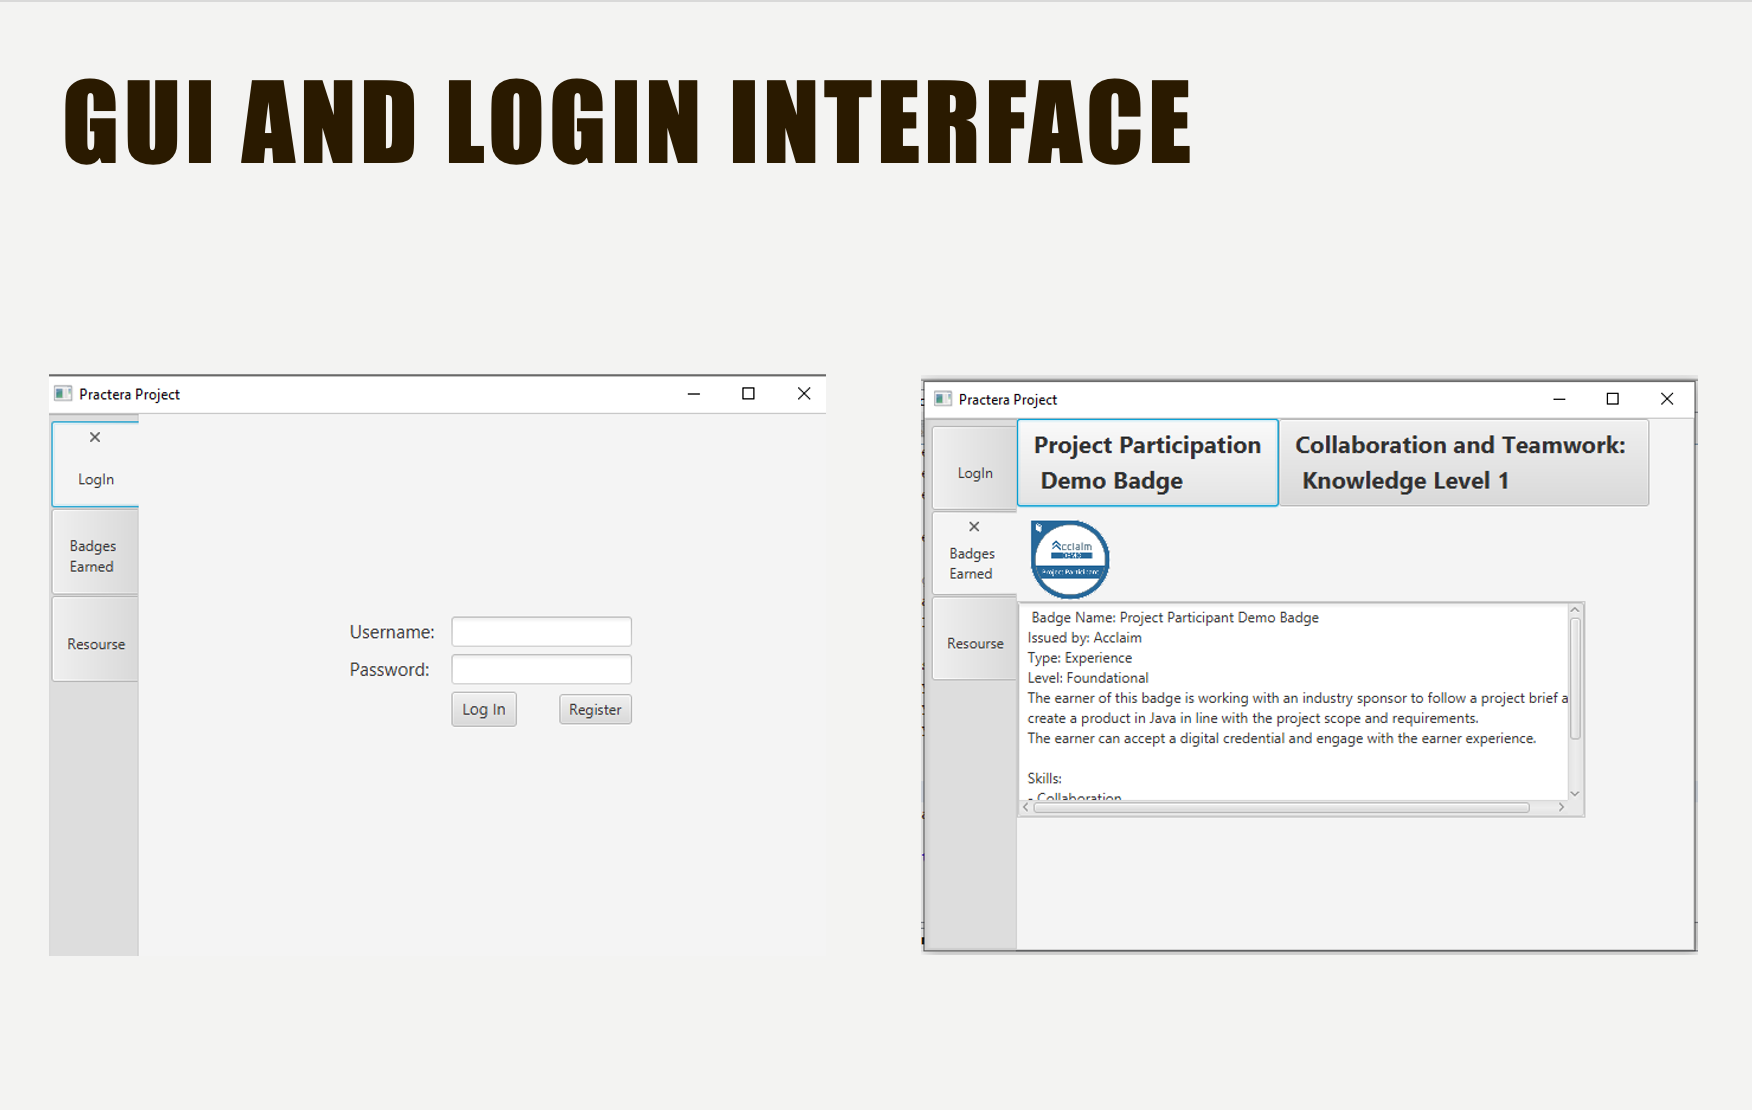 GUI AND LOGIN INTERFACE
Practera Project
LogIn
Badges
Earned
Resourse
Username:
Password:
Log In
Register
Practera Project
LogIn
Badges
Earned
Resourse
Project Participation
Demo Badge
Collaboration and Teamwork:
Knowledge Level 1
Acclaim
DEMO
Project Participant
Badge Name: Project Participant Demo Badge
Issued by: Acclaim
Type: Experience
Level: Foundational
The earner of this badge is working with an industry sponsor to follow a project brief a
create a product in Java in line with the project scope and requirements.
The earner can accept a digital credential and engage with the earner experience.
Skills:
- Collaboration